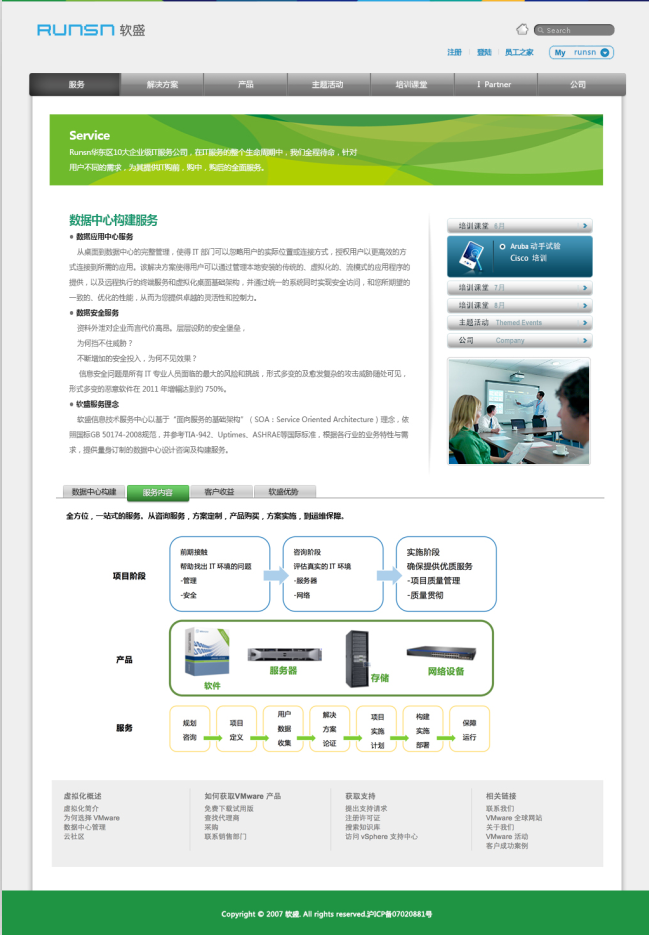 RUNSN 软盛
Search
注册 登陆 员工之家 My runsn
服务 解决方案 产品 主题活动 培训课堂 I Partner 公司
Service
Runsn华东区10大企业级IT服务公司，在IT服务的整个生命周期中，我们全程待命，针对
用户不同的需求，为其提供IT购前，购中，购后的全面服务。
数据中心构建服务
数据应用中心服务
从桌面到数据中心的完整管理，使得 IT 部门可以忽略用户的实际位置或连接方式，授权用户以更高效的方
式连接到所需的应用。该解决方案使得用户可以通过管理本地安装的传统的、虚拟化的、流模式的应用程序的
提供，以及远程执行的终端服务和虚拟化桌面基础架构，并通过统一的系统同时实现安全访问，和您所期望的
一致的、优化的性能，从而为您提供卓越的灵活性和控制力。
数据安全服务
资料外泄对企业而言代价高昂。层层设防的安全堡垒，
为何挡不住威胁？
不断增加的安全投入，为何不见效果？
信息安全问题是所有 IT 专业人员面临的最大的风险和挑战，形式多变的及愈发复杂的攻击威胁随处可见，
形式多变的恶意软件在 2011 年增幅达到约 750%。
软盛服务理念
软盛信息技术服务中心以基于“面向服务的基础架构”（ SOA：Service Oriented Architecture ）理念，依
照国标GB 50174-2008规范，并参考TIA-942、Uptimes、ASHRAE等国际标准，根据各行业的业务特性与需
求，提供量身订制的数据中心设计咨询及构建服务。
培训课堂 6月
Aruba 动手试验
Cisco 培训
培训课堂 7月
培训课堂 8月
主题活动 Themed Events
公司 Company
数据中心构建 服务内容 客户收益 软盛优势
全方位，一站式的服务。从咨询服务，方案定制，产品购买，方案实施，到运维保障。
项目阶段
前期接触
帮助找出 IT 环境的问题
-管理
-安全
咨询阶段
评估真实的 IT 环境
-服务器
-网络
实施阶段
确保提供优质服务
-项目质量管理
-质量贯彻
产品
软件
服务器
存储
网络设备
服务
规划
咨询
项目
定义
用户
数据
收集
解决
方案
论证
项目
实施
计划
构建
实施
部署
保障
运行
虚拟化概述
虚拟化简介
为何选择 VMware
数据中心管理
云社区
如何获取VMware 产品
免费下载试用版
查找代理商
采购
联系销售部门
获取支持
提出支持请求
注册许可证
搜索知识库
访问 vSphere 支持中心
相关链接
联系我们
VMware 全球网站
关于我们
VMware 活动
客户成功案例
Copyright © 2007 软盛. All rights reserved.沪ICP备07020881号